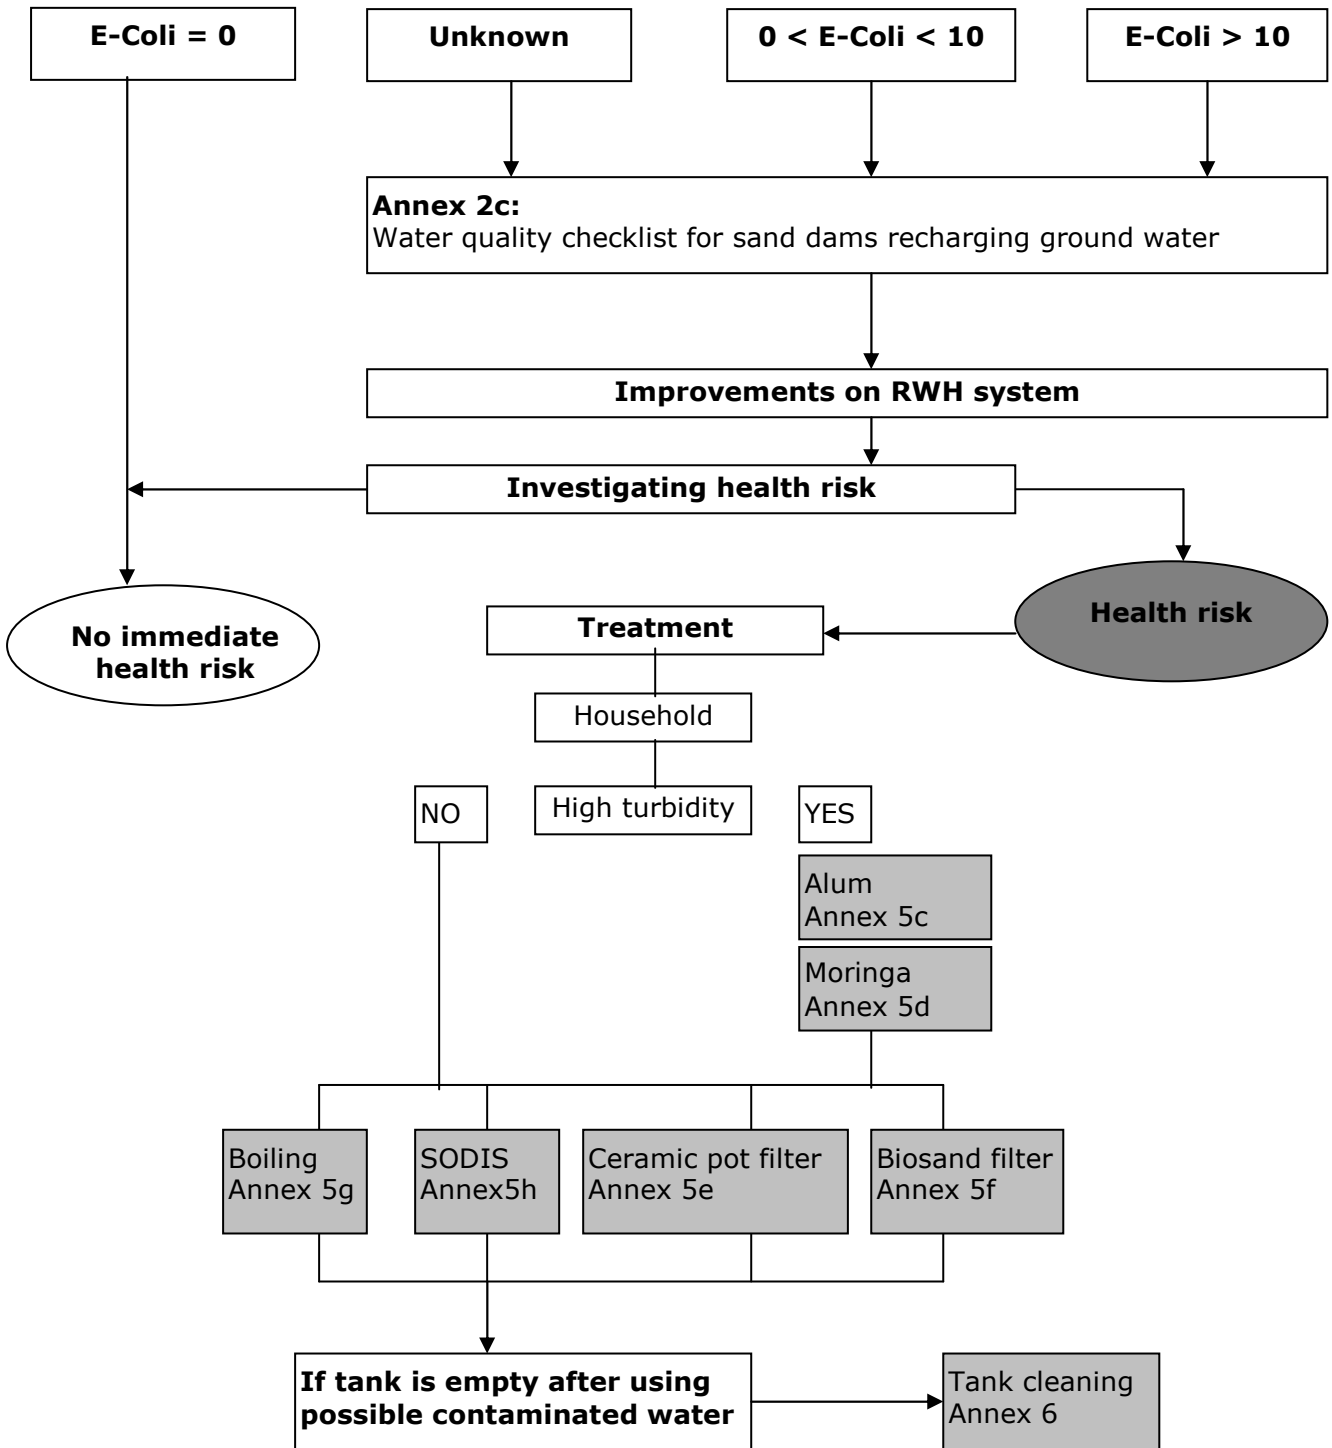 E-Coli = 0
Unknown
0 < E-Coli < 10
E-Coli > 10
Annex 2c:
Water quality checklist for sand dams recharging ground water
Improvements on RWH system
Investigating health risk
No immediate
health risk
Health risk
Treatment
Household
NO
High turbidity
YES
Alum
Annex 5c
Moringa
Annex 5d
Boiling
Annex 5g
SODIS
Annex5h
Ceramic pot filter
Annex 5e
Biosand filter
Annex 5f
If tank is empty after using
possible contaminated water
Tank cleaning
Annex 6